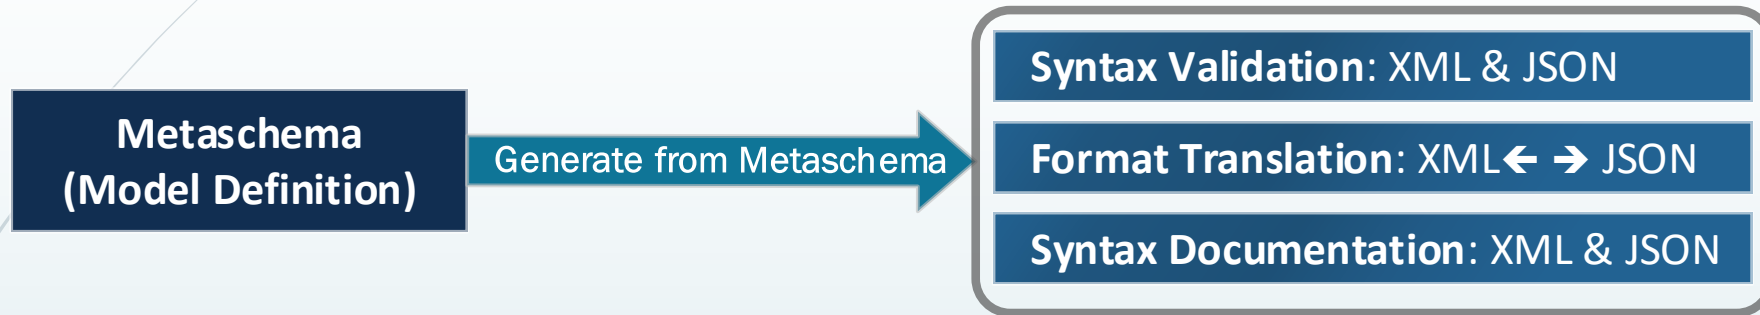 Metaschema
(Model Definition)
Generate from Metaschema
Syntax Validation: XML & JSON
Format Translation: XML← → JSON
Syntax Documentation: XML & JSON